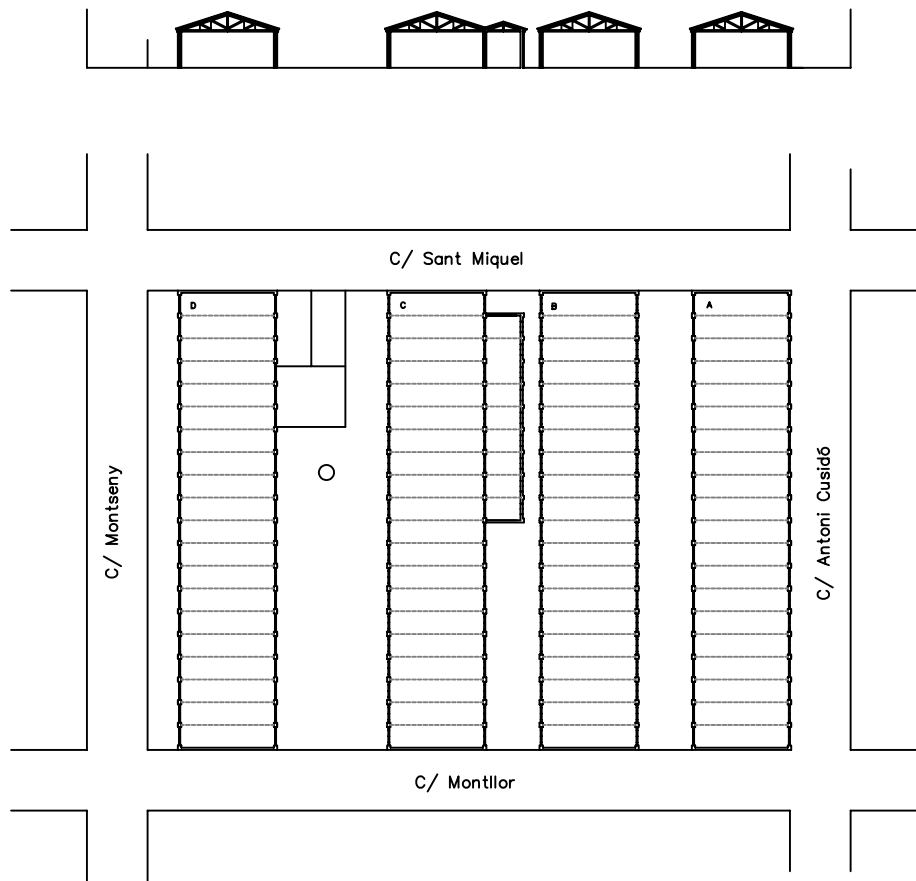 C/ Sant Miquel
D
C
B
A
C/ Montseny
C/ Antoni Cusidó
C/ Montllor